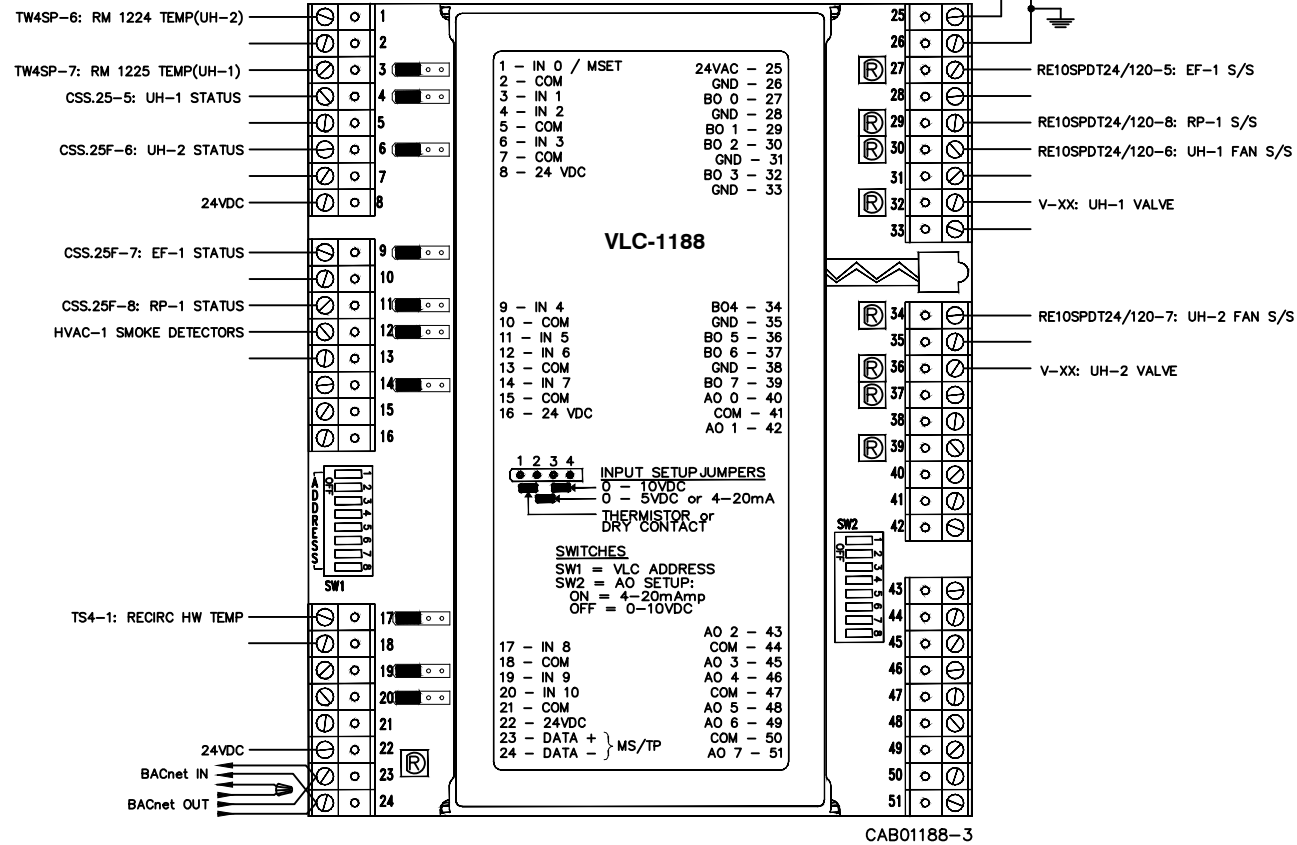 TW4SP-6: RM 1224 TEMP(UH-2)
TW4SP-7: RM 1225 TEMP(UH-1)
CSS.25-5: UH-1 STATUS
CSS.25F-6: UH-2 STATUS
24VDC
CSS.25F-7: EF-1 STATUS
CSS.25F-8: RP-1 STATUS
HVAC-1 SMOKE DETECTORS
TS4-1: RECIRC HW TEMP
24VDC
BACnet IN
BACnet OUT
1
2
3
4
5
6
7
8
9
10
11
12
13
14
15
16
ADDRESS
OFF
1
2
3
4
5
6
7
8
SW1
17
18
19
20
21
22
23
24
R
1 – IN 0 / MSET
2 – COM
3 – IN 1
4 – IN 2
5 – COM
6 – IN 3
7 – COM
8 – 24 VDC
24VAC – 25
GND – 26
BO 0 – 27
GND – 28
BO 1 – 29
BO 2 – 30
GND – 31
BO 3 – 32
GND – 33
VLC-1188
9 – IN 4
10 – COM
11 – IN 5
12 – IN 6
13 – COM
14 – IN 7
15 – COM
16 – 24 VDC
BO4 – 34
GND – 35
BO 5 – 36
BO 6 – 37
GND – 38
BO 7 – 39
AO 0 – 40
COM – 41
AO 1 – 42
1 2 3 4
INPUT SETUP JUMPERS
0 – 10VDC
0 – 5VDC or 4–20mA
THERMISTOR or
DRY CONTACT
SWITCHES
SW1 = VLC ADDRESS
SW2 = AO SETUP:
ON = 4–20mAmp
OFF = 0–10VDC
17 – IN 8
18 – COM
19 – IN 9
20 – IN 10
21 – COM
22 – 24VDC
23 – DATA +
24 – DATA –
MS/TP
AO 2 – 43
COM – 44
AO 3 – 45
AO 4 – 46
COM – 47
AO 5 – 48
AO 6 – 49
COM – 50
AO 7 – 51
25
26
R 27
28
R 29
R 30
31
R 32
33
R 34
35
R 36
R 37
38
R 39
40
41
42
SW2
OFF
1
2
3
4
5
6
7
8
43
44
45
46
47
48
49
50
51
RE10SPDT24/120-5: EF-1 S/S
RE10SPDT24/120-8: RP-1 S/S
RE10SPDT24/120-6: UH-1 FAN S/S
V-XX: UH-1 VALVE
RE10SPDT24/120-7: UH-2 FAN S/S
V-XX: UH-2 VALVE
CAB01188-3